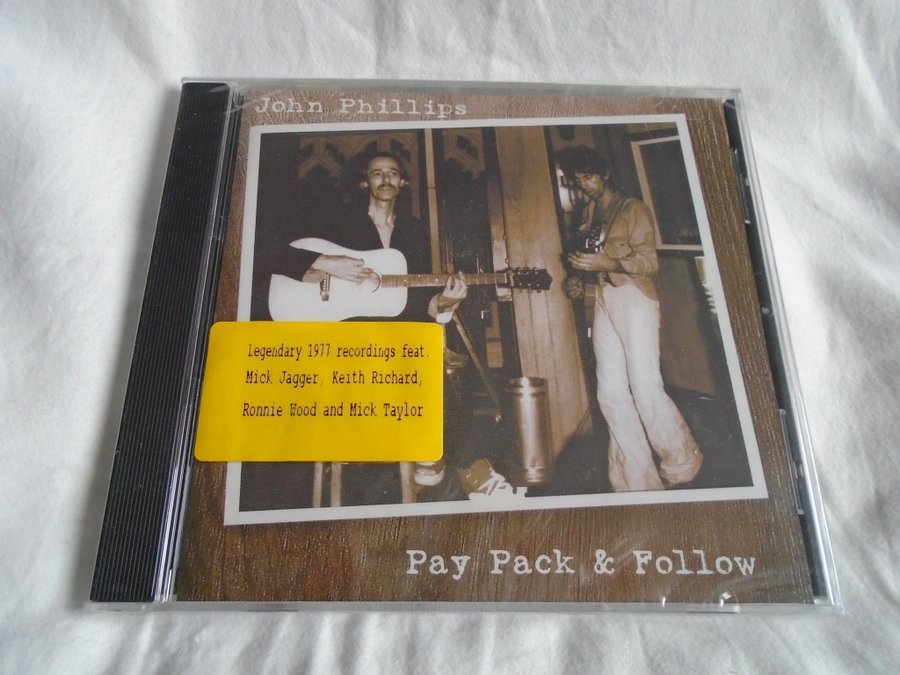 John Phillips
Legendary 1977 recordings feat.
Mick Jagger, Keith Richard,
Ronnie Wood and Mick Taylor
Pay Pack & Follow